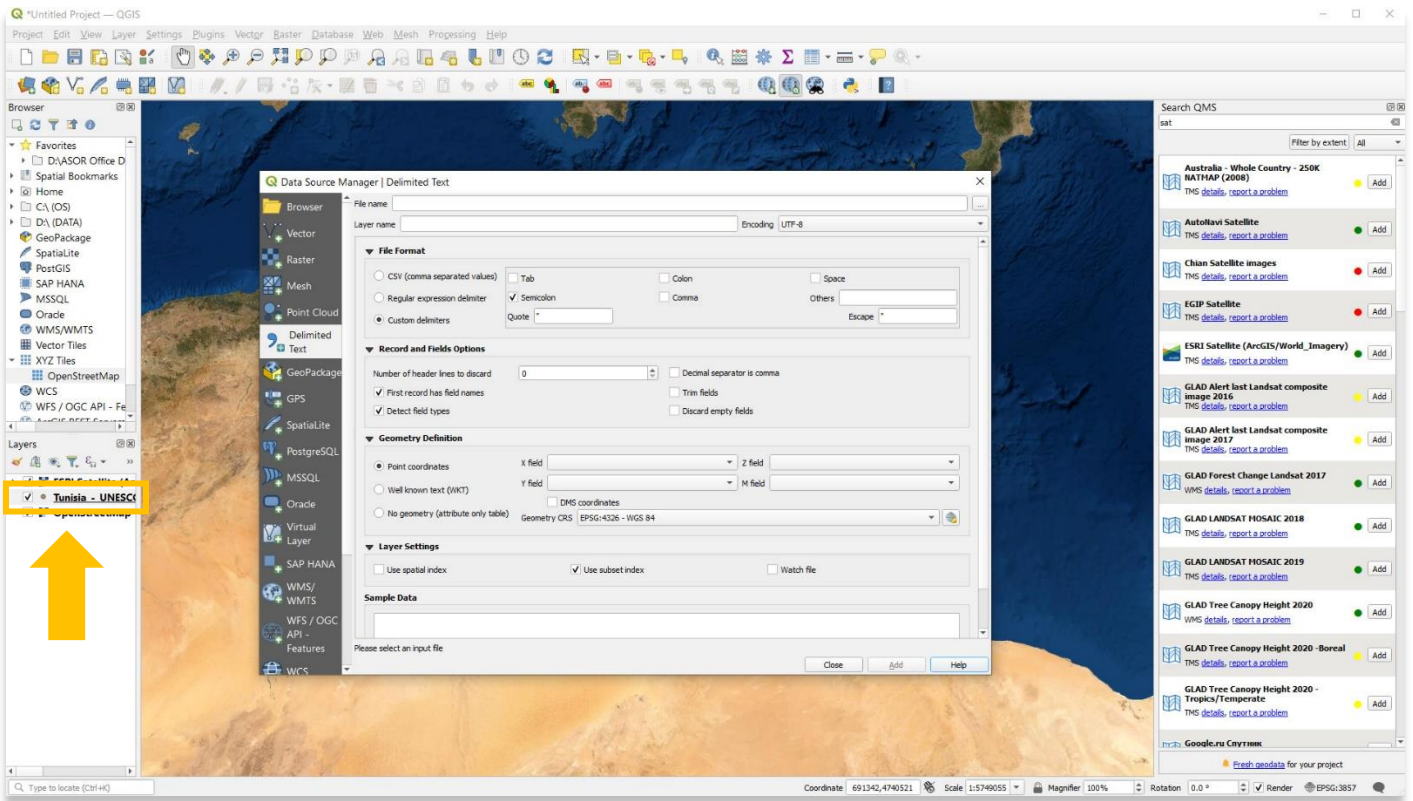 *Untitled Project — QGIS
Project Edit View Layer Settings Plugins Vector Raster Database Web Mesh Processing Help
Browser
Favorites
D:\ASOR Office D
Spatial Bookmarks
Home
C:\ (OS)
D:\ (DATA)
GeoPackage
SpatiaLite
PostGIS
SAP HANA
MSSQL
Oracle
WMS/WMTS
Vector Tiles
XYZ Tiles
OpenStreetMap
WCS
WFS / OGC API - Fe
Layers
Tunisia - UNESC
OpenStreetMap
Data Source Manager | Delimited Text
Browser
Vector
Raster
Mesh
Point Cloud
Delimited
Text
GeoPackage
GPS
SpatiaLite
PostgreSQL
MSSQL
Oracle
Virtual
Layer
SAP HANA
WMS/
WMTS
WFS / OGC
API -
Features
WCS
File name
...
Layer name Encoding UTF-8
File Format
CSV (comma separated values) Tab Colon Space
Regular expression delimiter Semicolon Comma Others
Custom delimiters Quote " Escape "
Record and Fields Options
Number of header lines to discard 0 Decimal separator is comma
First record has field names Trim fields
Detect field types Discard empty fields
Geometry Definition
Point coordinates X field Z field
Well known text (WKT) Y field M field
DMS coordinates
No geometry (attribute only table) Geometry CRS EPSG:4326 - WGS 84
Layer Settings
Use spatial index Use subset index Watch file
Sample Data
Please select an input file
Close Add Help
Search QMS
sat
Filter by extent All
Australia - Whole Country - 250K
NATMAP (2008)
TMS details, report a problem Add
AutoNavi Satellite
TMS details, report a problem Add
Chian Satellite images
TMS details, report a problem Add
EGIP Satellite
TMS details, report a problem Add
ESRI Satellite (ArcGIS/World_Imagery)
TMS details, report a problem Add
GLAD Alert last Landsat composite
image 2016
TMS details, report a problem Add
GLAD Alert last Landsat composite
image 2017
TMS details, report a problem Add
GLAD Forest Change Landsat 2017
WMS details, report a problem Add
GLAD LANDSAT MOSAIC 2018
TMS details, report a problem Add
GLAD LANDSAT MOSAIC 2019
TMS details, report a problem Add
GLAD Tree Canopy Height 2020
WMS details, report a problem Add
GLAD Tree Canopy Height 2020 -Boreal
TMS details, report a problem Add
GLAD Tree Canopy Height 2020 -
Tropics/Temperate
TMS details, report a problem Add
Google.ru Спутник
Fresh geodata for your project
Type to locate (Ctrl+K) Coordinate 691342,4740521 Scale 1:5749055 Magnifier 100% Rotation 0.0 ° Render EPSG:3857